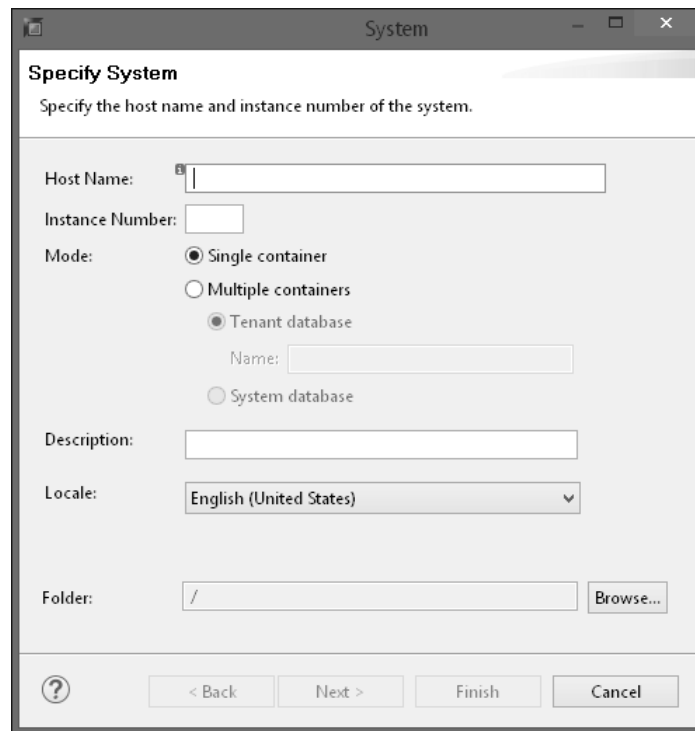 System
Specify System
Specify the host name and instance number of the system.
Host Name:
Instance Number:
Mode:
Single container
Multiple containers
Tenant database
Name:
System database
Description:
Locale:
English (United States)
Folder:
/
Browse...
?
< Back
Next >
Finish
Cancel